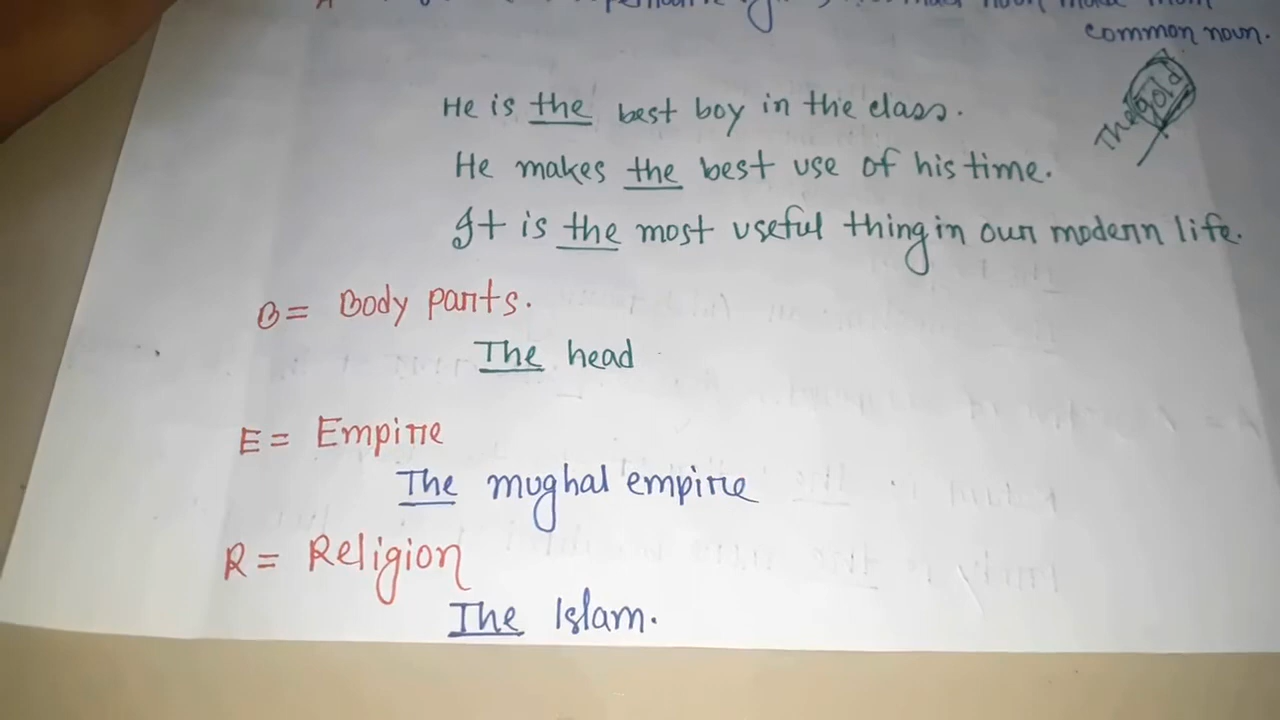 common noun.
The gold
He is the best boy in the class.
He makes the best use of his time.
It is the most useful thing in our modern life.
B= Body parts.
The head
E= Empire
The mughal empire
R= Religion
The Islam.